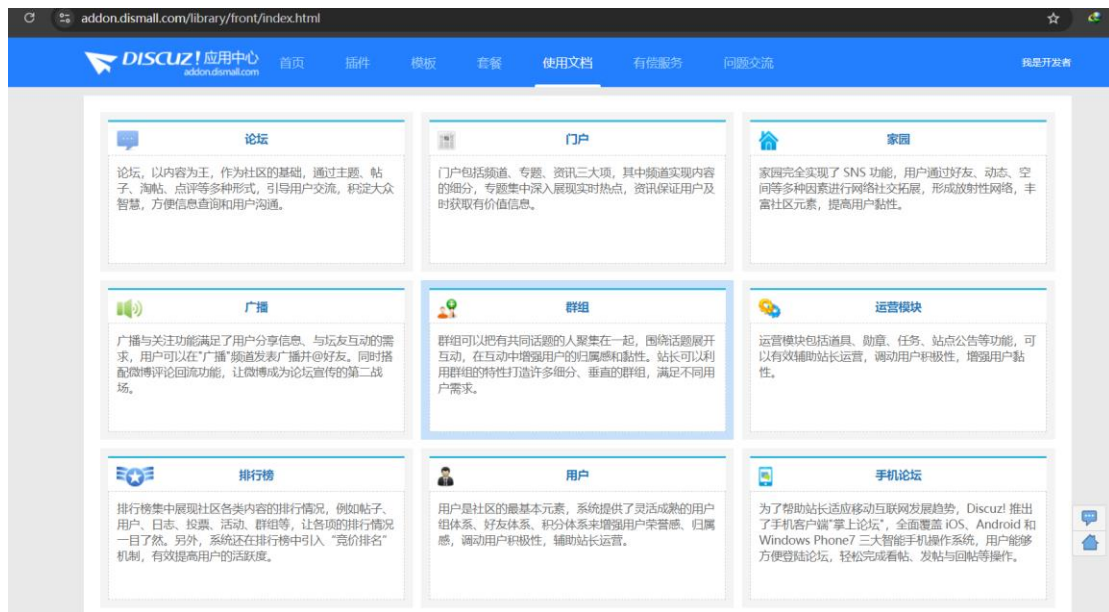 addon.dismall.com/library/front/index.html
DISCUZ! 应用中心
addon.dismall.com
首页 插件 模板 套餐 使用文档 有偿服务 问题交流 我是开发者
论坛
论坛，以内容为王，作为社区的基础，通过主题、帖
子、淘帖、点评等多种形式，引导用户交流，积淀大众
智慧，方便信息查询和用户沟通。
门户
门户包括频道、专题、资讯三大项，其中频道实现内容
的细分，专题集中深入展现实时热点，资讯保证用户及
时获取有价值信息。
家园
家园完全实现了 SNS 功能，用户通过好友、动态、空
间等多种因素进行网络社交拓展，形成放射性网络，丰
富社区元素，提高用户黏性。
广播
广播与关注功能满足了用户分享信息、与坛友互动的需
求，用户可以在"广播"频道发表广播并@好友。同时搭
配微博评论回流功能，让微博成为论坛宣传的第二战
场。
群组
群组可以把有共同话题的人聚集在一起，围绕话题展开
互动，在互动中增强用户的归属感和黏性。站长可以利
用群组的特性打造许多细分、垂直的群组，满足不同用
户需求。
运营模块
运营模块包括道具、勋章、任务、站点公告等功能，可
以有效辅助站长运营，调动用户积极性，增强用户黏
性。
排行榜
排行榜集中展现社区各类内容的排行情况，例如帖子、
用户、日志、投票、活动、群组等，让各项的排行情况
一目了然。另外，系统还在排行榜中引入 “竞价排名”
机制，有效提高用户的活跃度。
用户
用户是社区的最基本元素，系统提供了灵活成熟的用户
组体系、好友体系、积分体系来增强用户荣誉感、归属
感，调动用户积极性，辅助站长运营。
手机论坛
为了帮助站长适应移动互联网发展趋势，Discuz! 推出
了手机客户端"掌上论坛"，全面覆盖 iOS、Android 和
Windows Phone7 三大智能手机操作系统，用户能够
方便登陆论坛，轻松完成看帖、发帖与回帖等操作。